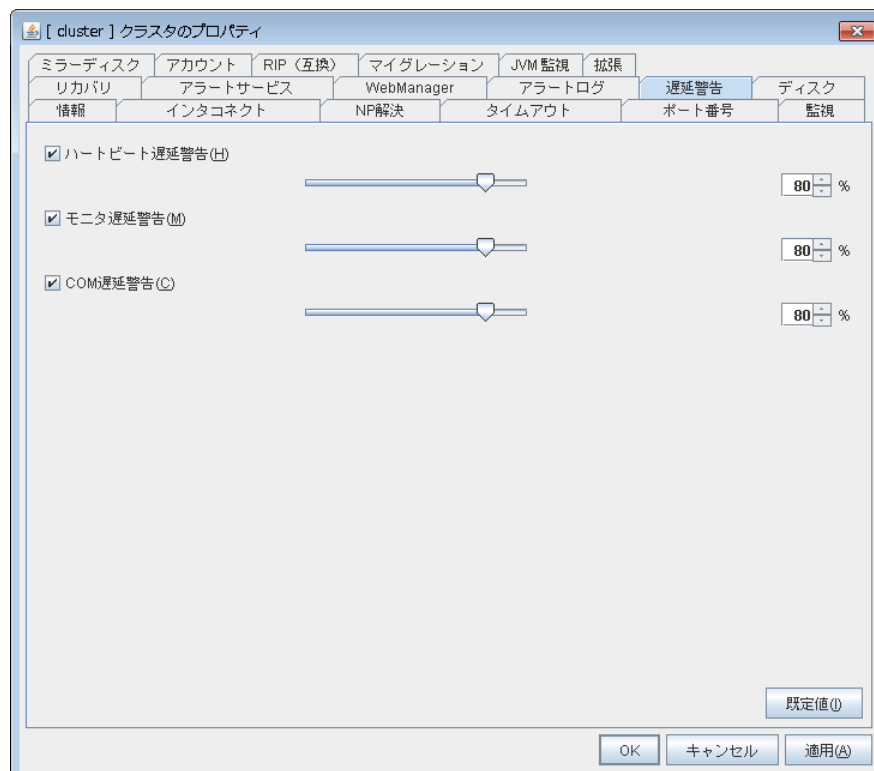 [ cluster ] クラスタのプロパティ
ミラーディスク アカウント RIP（互換） マイグレーション JVM 監視 拡張
リカバリ アラートサービス WebManager アラートログ 遅延警告 ディスク
情報 インタコネクト NP解決 タイムアウト ポート番号 監視
ハートビート遅延警告(H)
80 %
モニタ遅延警告(M)
80 %
COM遅延警告(C)
80 %
既定値(I)
OK キャンセル 適用(A)